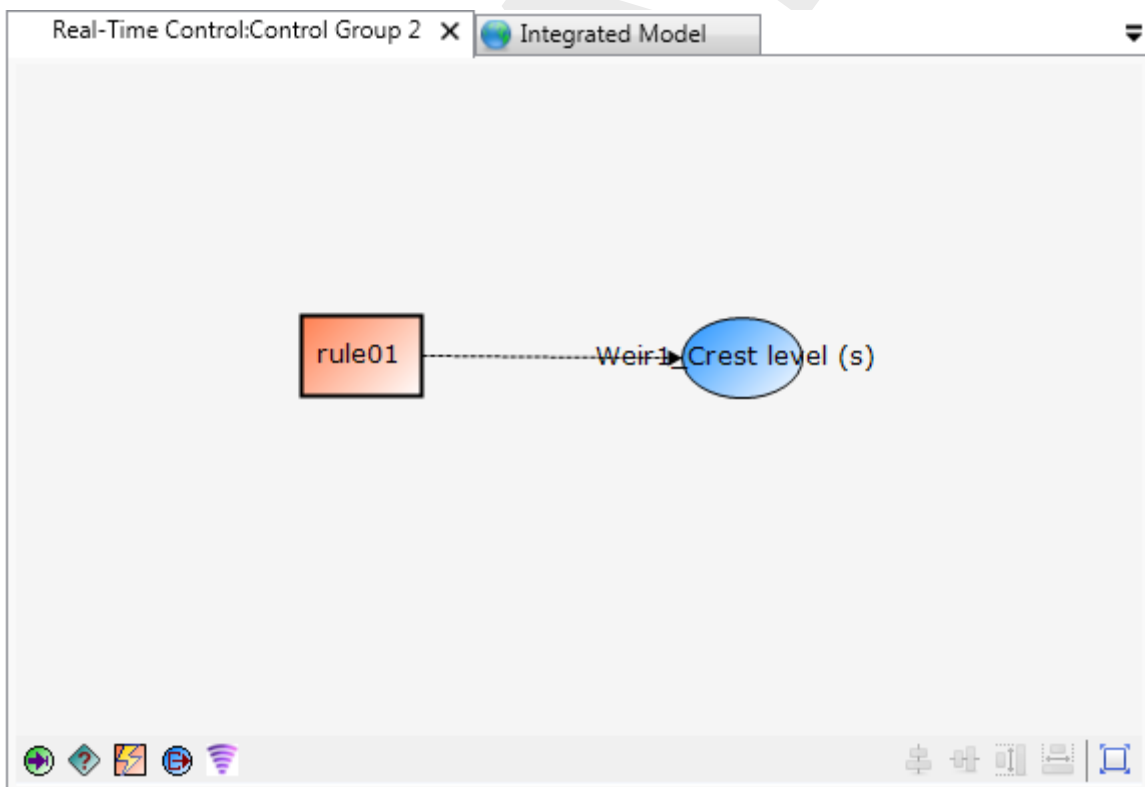 Real-Time Control:Control Group 2
Integrated Model
rule01
Weir1_Crest level (s)